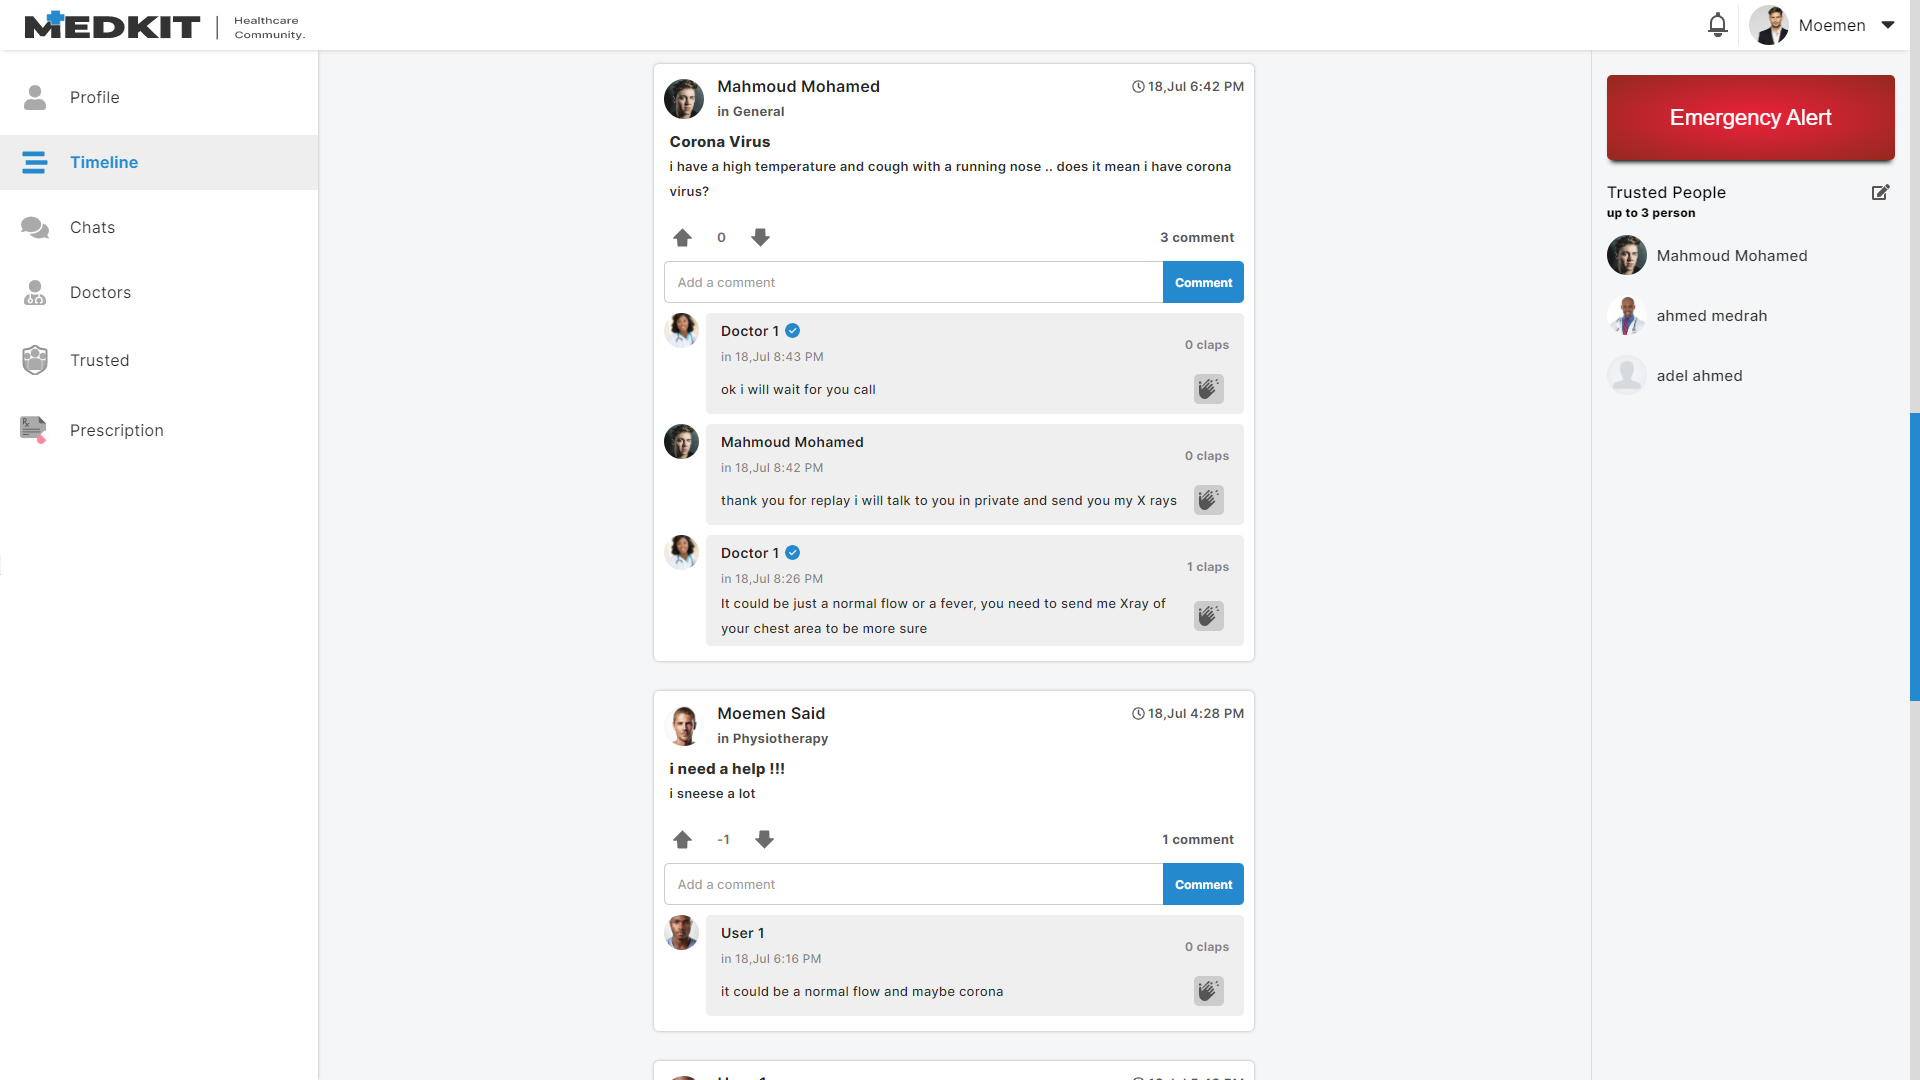 MEDKIT
Healthcare
Community.
Moemen
Profile
Timeline
Chats
Doctors
Trusted
Prescription
Mahmoud Mohamed
18,Jul 6:42 PM
in General
Corona Virus
i have a high temperature and cough with a running nose .. does it mean i have corona
virus?
0
3 comment
Add a comment
Comment
Doctor 1
in 18,Jul 8:43 PM
0 claps
ok i will wait for you call
Mahmoud Mohamed
in 18,Jul 8:42 PM
0 claps
thank you for replay i will talk to you in private and send you my X rays
Doctor 1
in 18,Jul 8:26 PM
1 claps
It could be just a normal flow or a fever, you need to send me Xray of
your chest area to be more sure
Moemen Said
18,Jul 4:28 PM
in Physiotherapy
i need a help !!!
i sneese a lot
-1
1 comment
Add a comment
Comment
User 1
in 18,Jul 6:16 PM
0 claps
it could be a normal flow and maybe corona
Emergency Alert
Trusted People
up to 3 person
Mahmoud Mohamed
ahmed medrah
adel ahmed